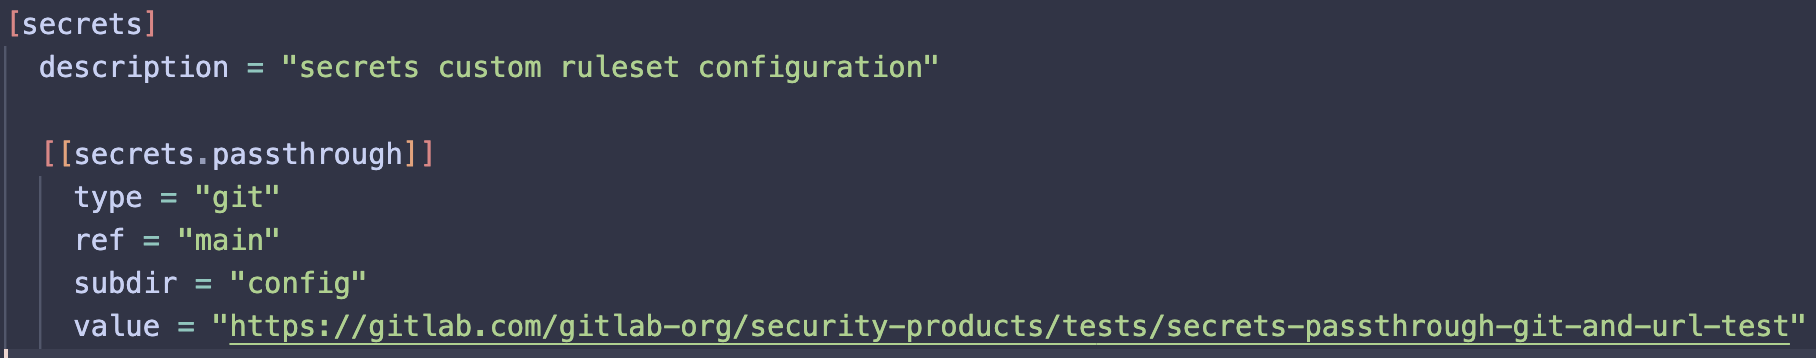 [secrets]
description = "secrets custom ruleset configuration"
[[secrets.passthrough]]
type = "git"
ref = "main"
subdir = "config"
value = "https://gitlab.com/gitlab-org/security-products/tests/secrets-passthrough-git-and-url-test"